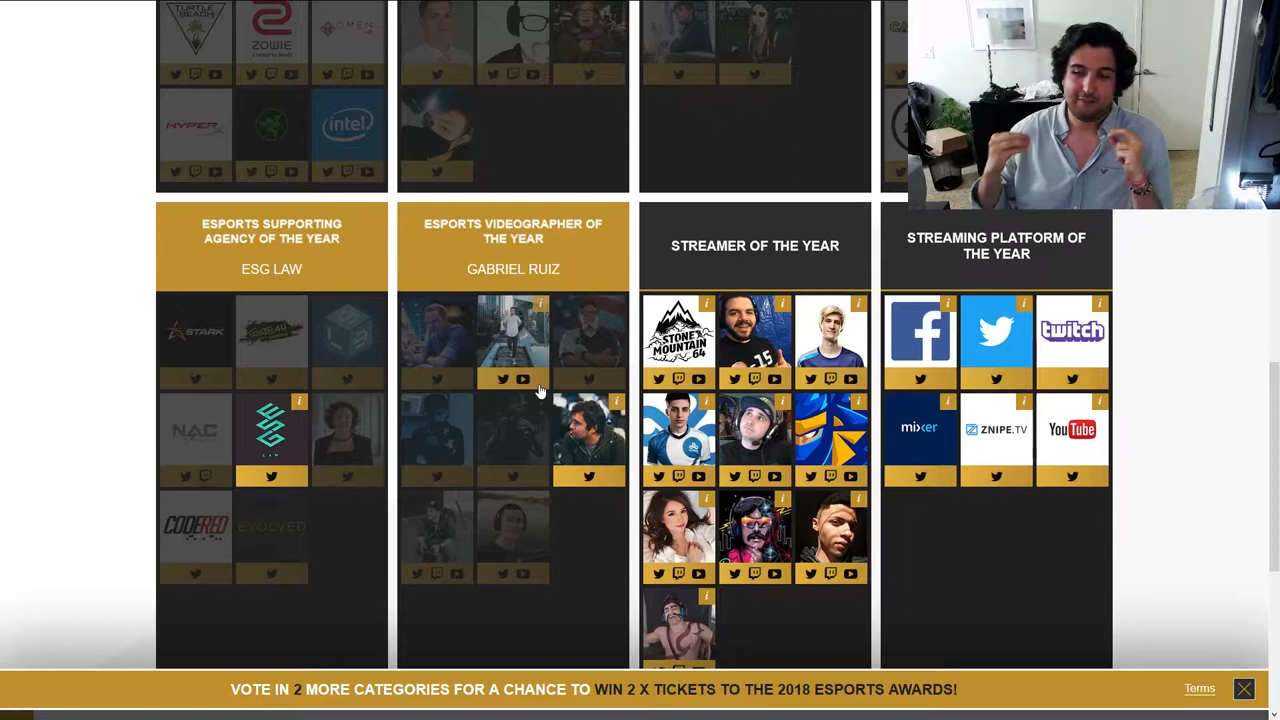 TURTLE
BEACH
ZOWIE
OMEN
HYPER
intel
ESPORTS SUPPORTING
AGENCY OF THE YEAR
ESG LAW
STARK
NAC
ESG
LAW
CODERED
EVOLVED
ESPORTS VIDEOGRAPHER OF
THE YEAR
GABRIEL RUIZ
STREAMER OF THE YEAR
STONE
MOUNTAIN
64
STREAMING PLATFORM OF
THE YEAR
f
twitch
mixer
ZNIPE.TV
YouTube
VOTE IN 2 MORE CATEGORIES FOR A CHANCE TO WIN 2 X TICKETS TO THE 2018 ESPORTS AWARDS!
Terms